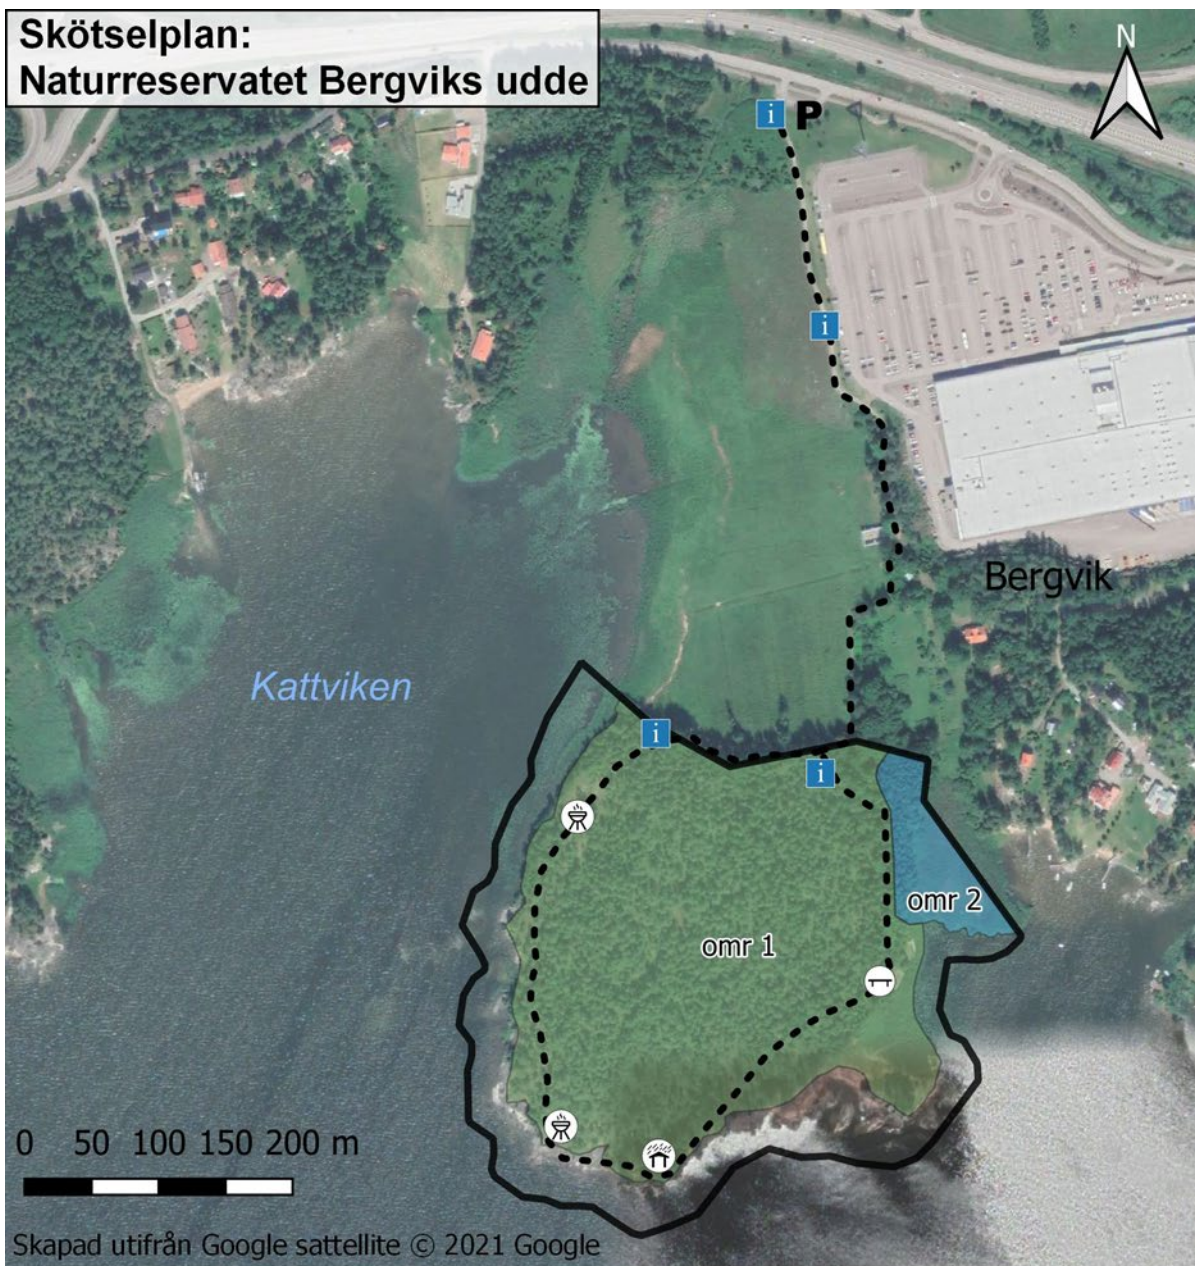 Skötselplan:
Naturreservatet Bergviks udde
N
i P
i
Bergvik
Kattviken
i
i
omr 2
omr 1
0 50 100 150 200 m
Skapad utifrån Google sattellite © 2021 Google